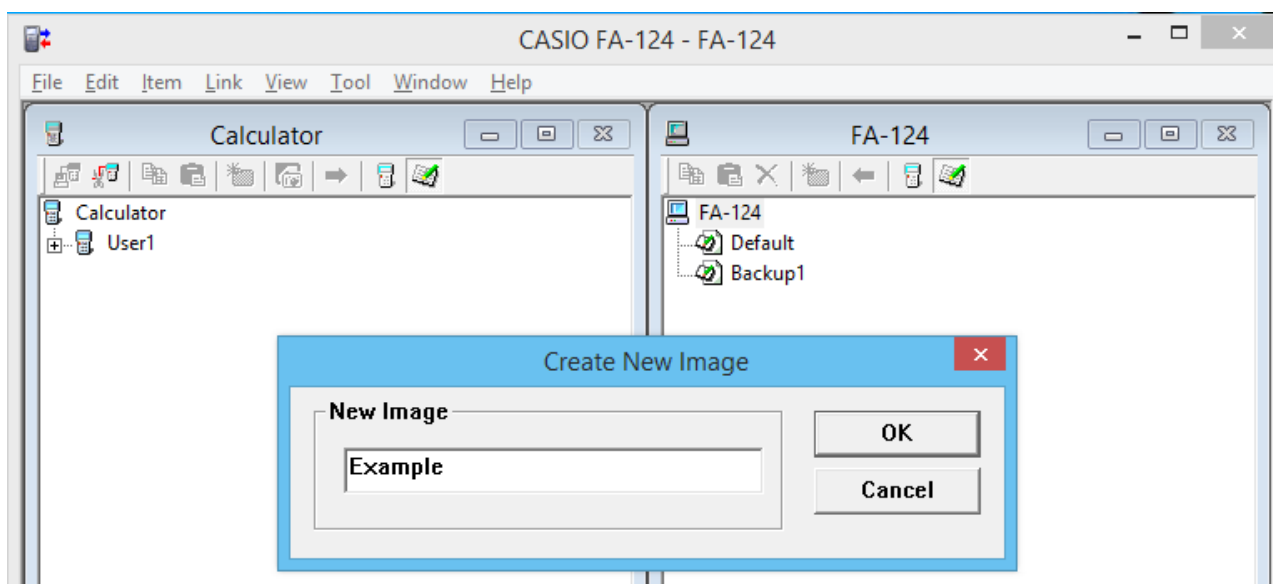 CASIO FA-124 - FA-124
File Edit Item Link View Tool Window Help
Calculator
FA-124
Calculator
User1
FA-124
Default
Backup1
Create New Image
New Image
Example
OK
Cancel